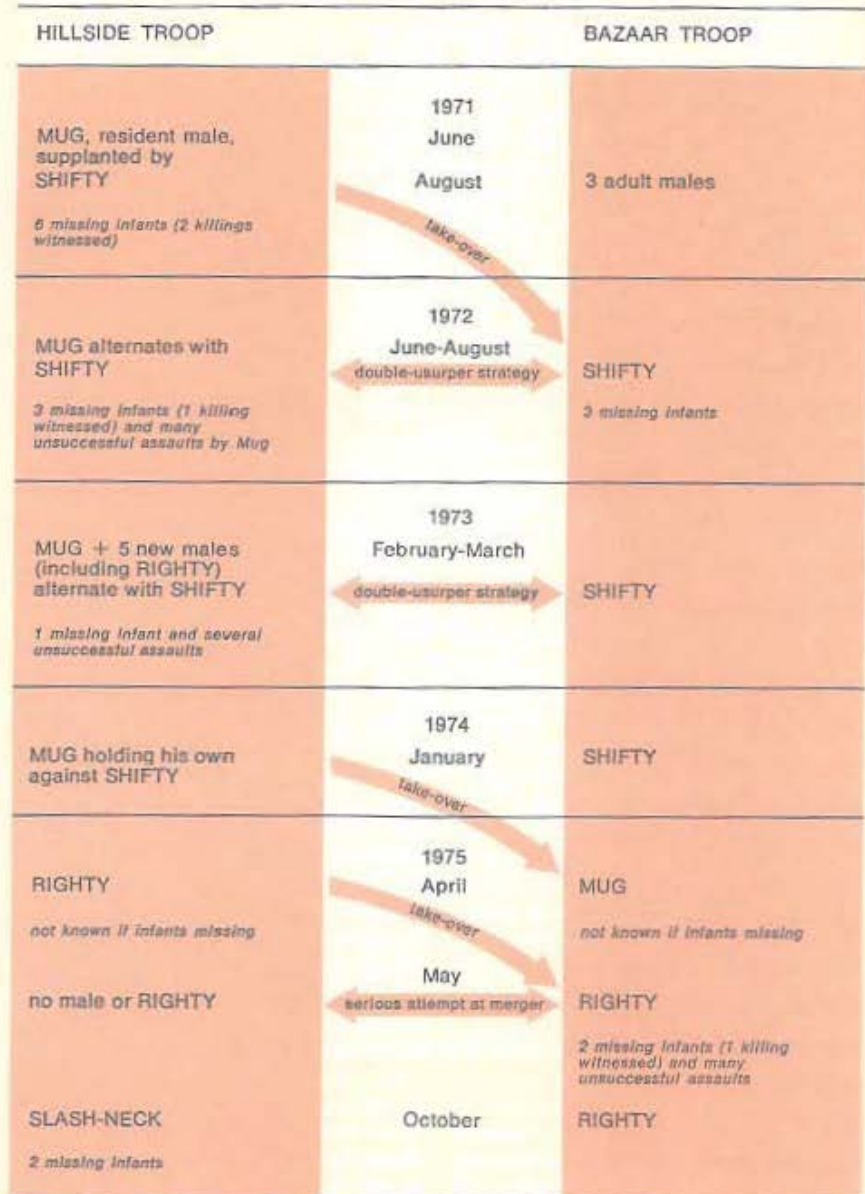 HILLSIDE TROOP
BAZAAR TROOP
1971
MUG, resident male,
supplanted by
SHIFTY
June
August
3 adult males
6 missing infants (2 killings
witnessed)
take-over
1972
MUG alternates with
SHIFTY
June-August
double-usurper strategy
SHIFTY
3 missing infants (1 killing
witnessed) and many
unsuccessful assaults by Mug
3 missing infants
1973
MUG + 5 new males
(including RIGHTY)
alternate with SHIFTY
February-March
double-usurper strategy
SHIFTY
1 missing infant and several
unsuccessful assaults
1974
MUG holding his own
against SHIFTY
January
SHIFTY
take-over
1975
RIGHTY
April
MUG
not known if infants missing
take-over
not known if infants missing
May
no male or RIGHTY
serious attempt at merger
RIGHTY
2 missing infants (1 killing
witnessed) and many
unsuccessful assaults
SLASH-NECK
October
RIGHTY
2 missing infants